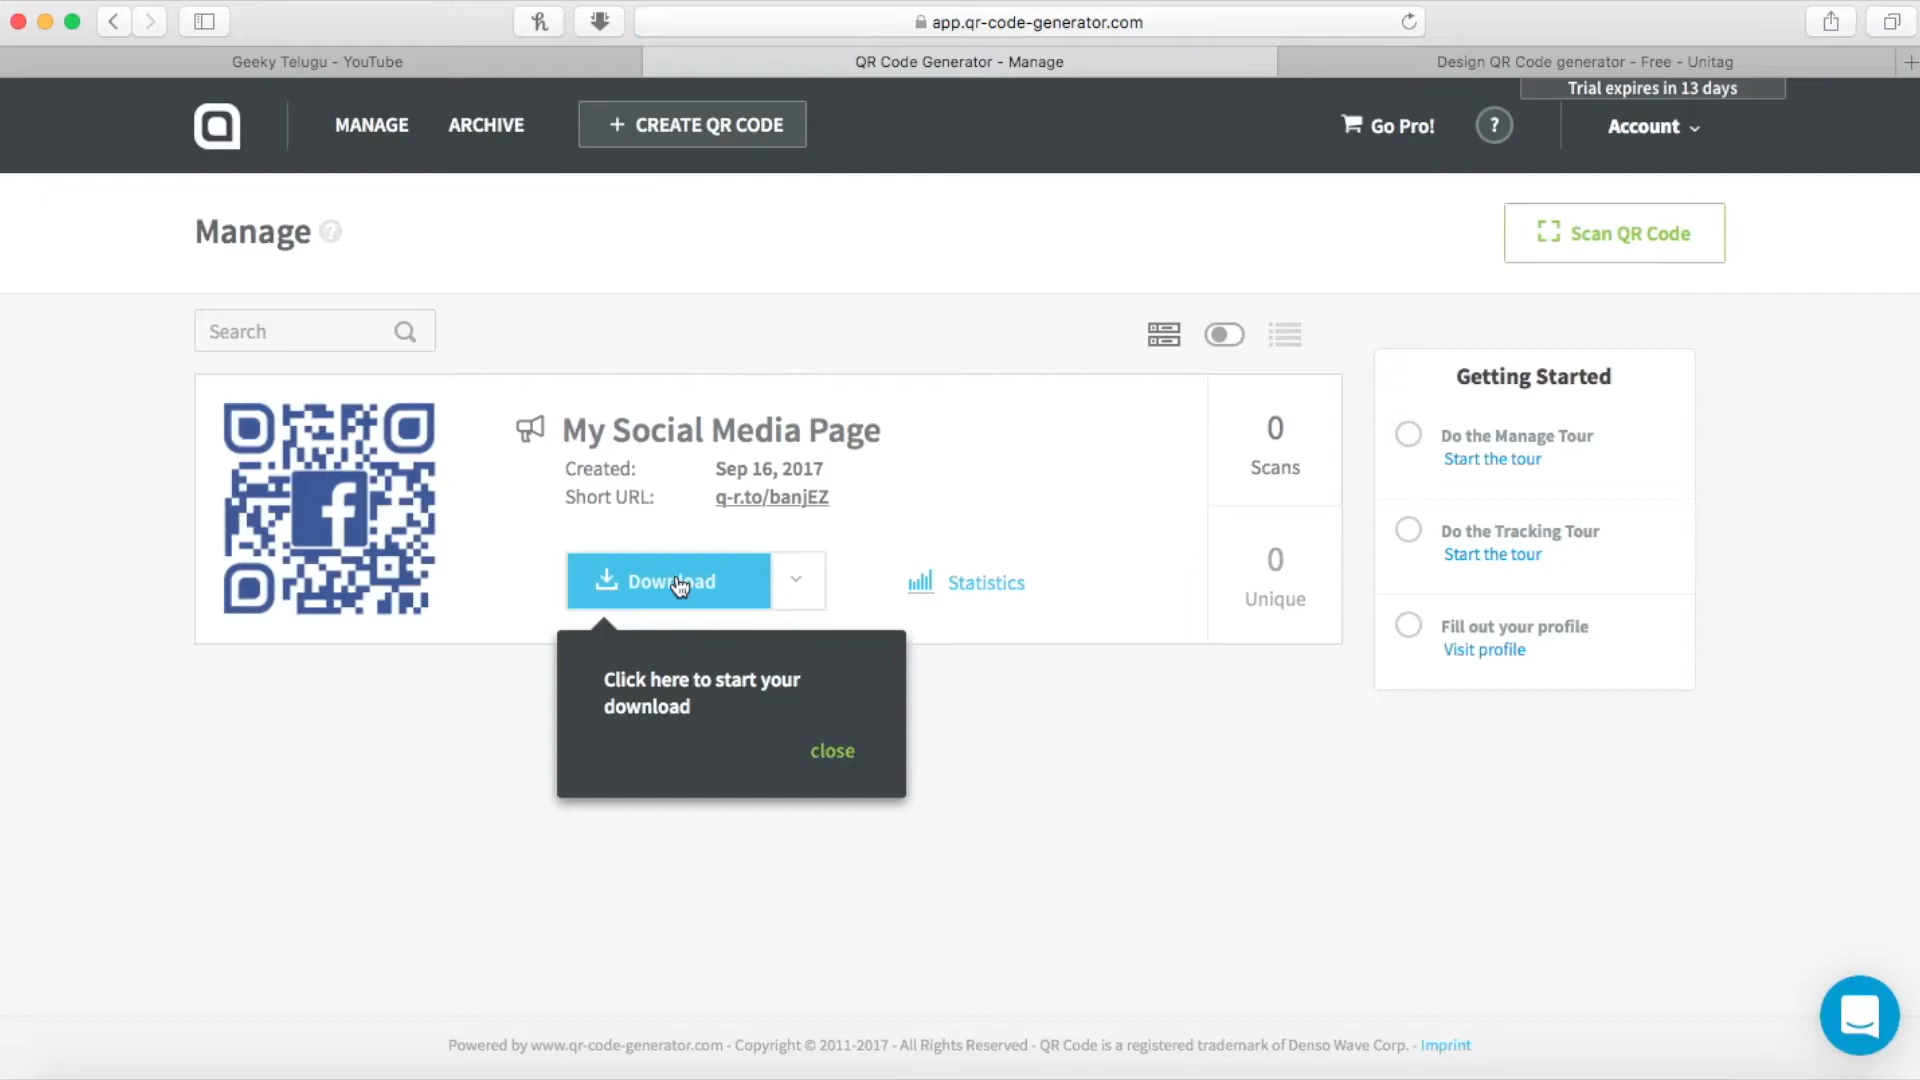 app.qr-code-generator.com
Geeky Telugu - YouTube
QR Code Generator - Manage
Design QR Code generator - Free - Unitag
Trial expires in 13 days
MANAGE
ARCHIVE
+ CREATE QR CODE
Go Pro!
?
Account
Manage ?
Scan QR Code
Search
My Social Media Page
Created: Sep 16, 2017
Short URL: q-r.to/banjEZ
Download
Statistics
0
Scans
0
Unique
Click here to start your
download
close
Getting Started
Do the Manage Tour
Start the tour
Do the Tracking Tour
Start the tour
Fill out your profile
Visit profile
Powered by www.qr-code-generator.com - Copyright © 2011-2017 - All Rights Reserved - QR Code is a registered trademark of Denso Wave Corp. - Imprint